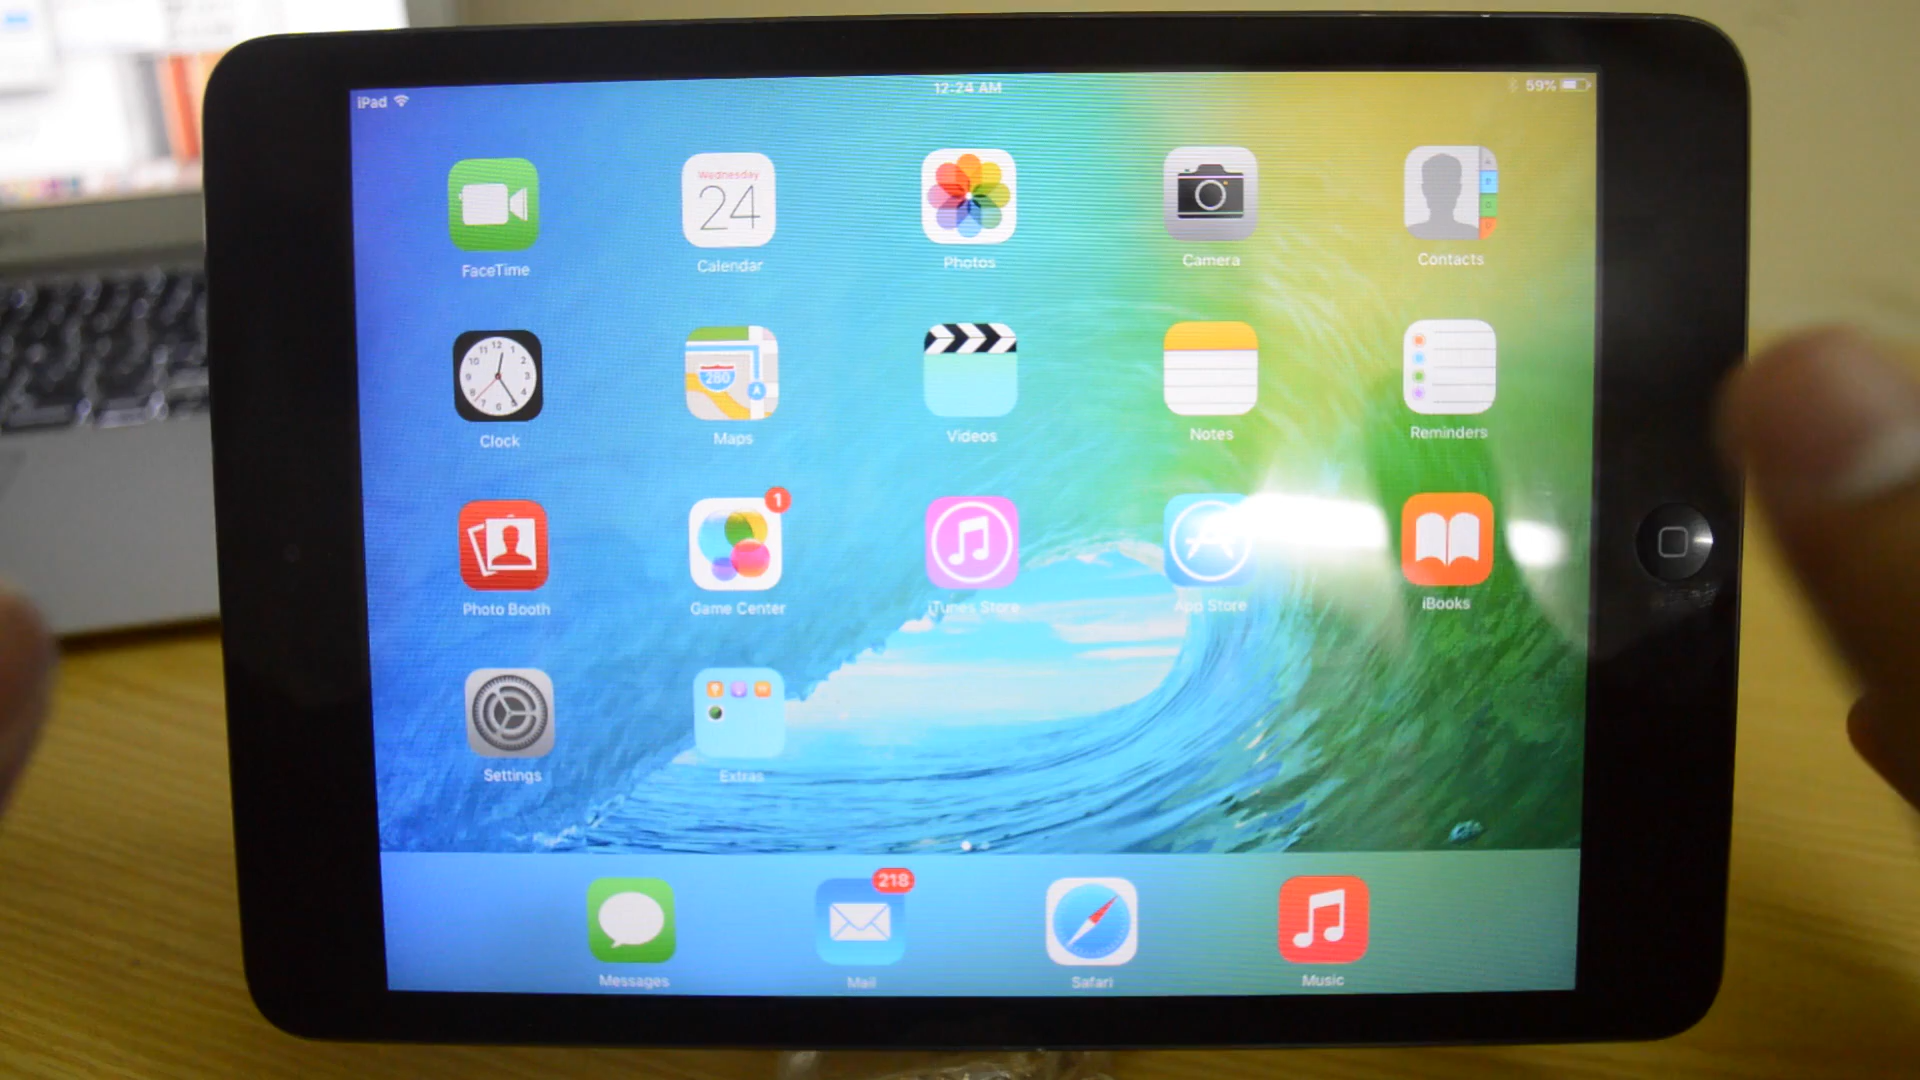 iPad
12:24 AM
59%
FaceTime
Wednesday
24
Calendar
Photos
Camera
Contacts
Clock
280
Maps
Videos
Notes
Reminders
Photo Booth
1
Game Center
iTunes Store
App Store
iBooks
Settings
Extras
Messages
218
Mail
Safari
Music